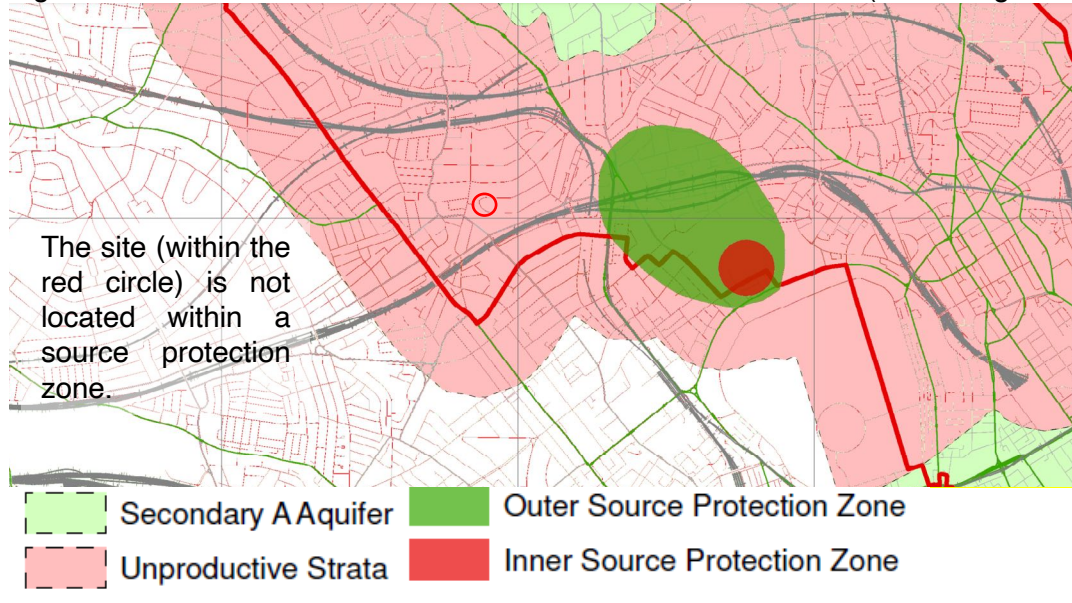 The site (within the
red circle) is not
located within a
source protection
zone.
Secondary A Aquifer
Outer Source Protection Zone
Unproductive Strata
Inner Source Protection Zone